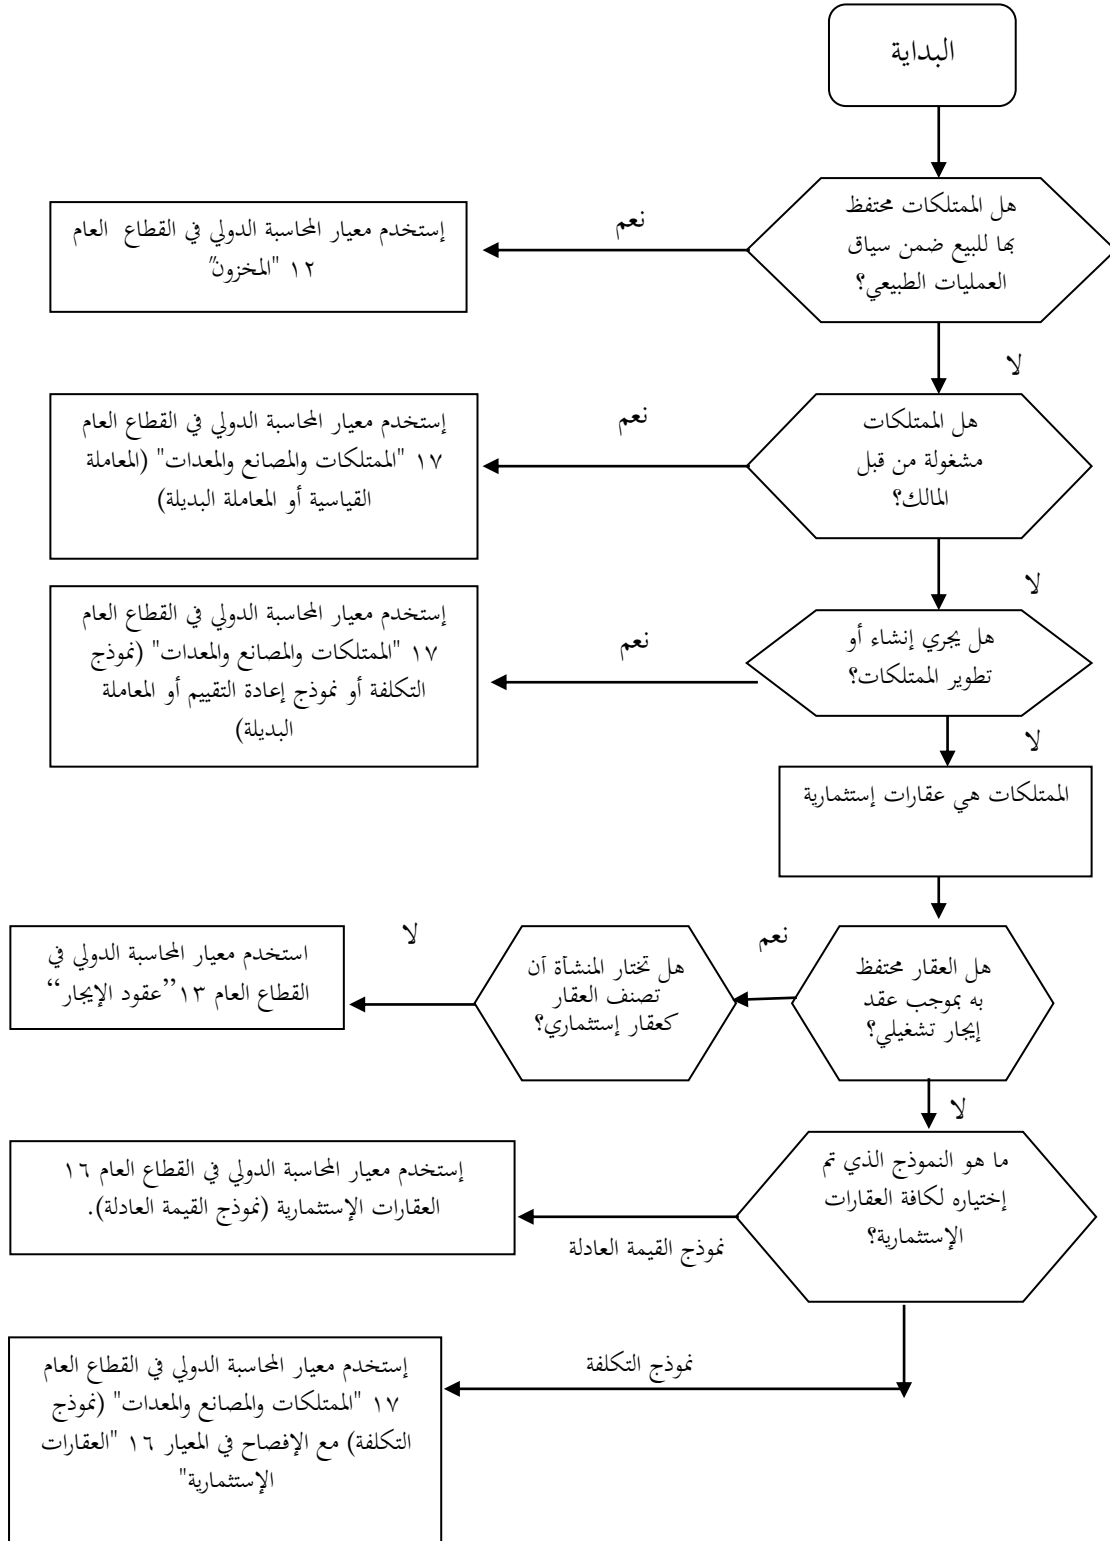 البداية
هل الممتلكات محتفظ
بها للبيع ضمن سياق
العمليات الطبيعي؟
نعم
إستخدم معيار المحاسبة الدولي في القطاع العام
١٢ "المخزون"
لا
هل الممتلكات
مشغولة من قبل
المالك؟
نعم
إستخدم معيار المحاسبة الدولي في القطاع العام
١٧ "الممتلكات والمصانع والمعدات" (المعاملة
القياسية أو المعاملة البديلة)
لا
هل يجري إنشاء أو
تطوير الممتلكات؟
نعم
إستخدم معيار المحاسبة الدولي في القطاع العام
١٧ "الممتلكات والمصانع والمعدات" (نموذج
التكلفة أو نموذج إعادة التقييم أو المعاملة
البديلة)
لا
الممتلكات هي عقارات إستثمارية
هل العقار محتفظ
به بموجب عقد
إيجار تشغيلي؟
نعم
هل تختار المنشأة أن
تصنف العقار
كعقار إستثماري؟
لا
استخدم معيار المحاسبة الدولي في
القطاع العام ١٣ ”عقود الإيجار“
لا
ما هو النموذج الذي تم
إختياره لكافة العقارات
الإستثمارية؟
نموذج القيمة العادلة
إستخدم معيار المحاسبة الدولي في القطاع العام ١٦
العقارات الإستثمارية (نموذج القيمة العادلة).
نموذج التكلفة
إستخدم معيار المحاسبة الدولي في القطاع العام
١٧ "الممتلكات والمصانع والمعدات" (نموذج
التكلفة) مع الإفصاح في المعيار ١٦ "العقارات
الإستثمارية"